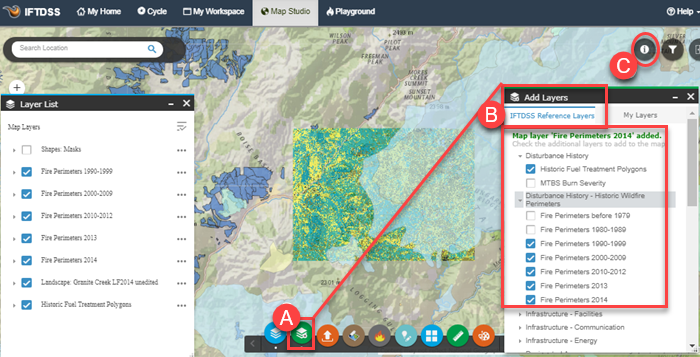 IFTDSS
My Home
Cycle
My Workspace
Map Studio
Playground
Help
Search Location
WILSON PEAK
FREEMAN PEAK
MOSES CREEK SUMMIT
SUNSET MOUNTAIN
C
Layer List
Map Layers
Shapes: Masks
Fire Perimeters 1990-1999
Fire Perimeters 2000-2009
Fire Perimeters 2010-2012
Fire Perimeters 2013
Fire Perimeters 2014
Landscape: Granite Creek LF2014 unedited
Historic Fuel Treatment Polygons
A
B
Add Layers
IFTDSS Reference Layers
My Layers
Map layer 'Fire Perimeters 2014' added.
Check the additional layers to add to the map
Disturbance History
Historic Fuel Treatment Polygons
MTBS Burn Severity
Disturbance History - Historic Wildfire
Perimeters
Fire Perimeters before 1979
Fire Perimeters 1980-1989
Fire Perimeters 1990-1999
Fire Perimeters 2000-2009
Fire Perimeters 2010-2012
Fire Perimeters 2013
Fire Perimeters 2014
Infrastructure - Facilities
Infrastructure - Communication
Infrastructure - Energy